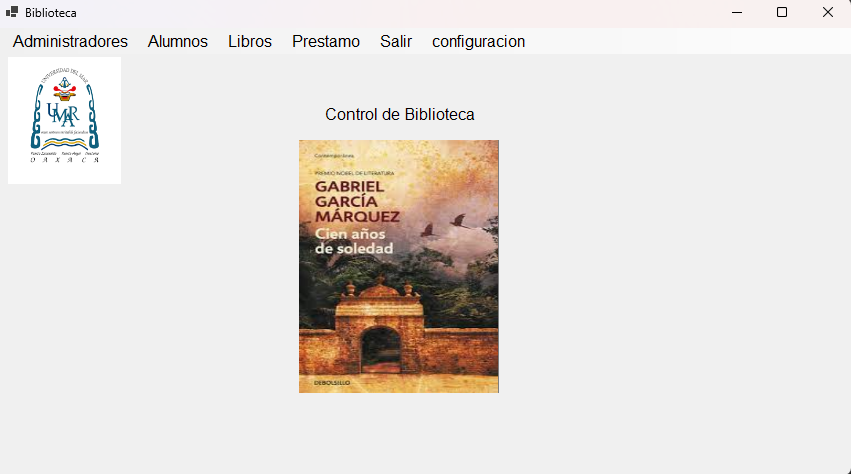 Biblioteca
Administradores Alumnos Libros Prestamo Salir configuracion
UNIVERSIDAD DEL MAR
UMAR
OAXACA
Control de Biblioteca
Contemporánea
PREMIO NOBEL DE LITERATURA
GABRIEL
GARCÍA
MÁRQUEZ
Cien años
de soledad
DEBOLSILLO